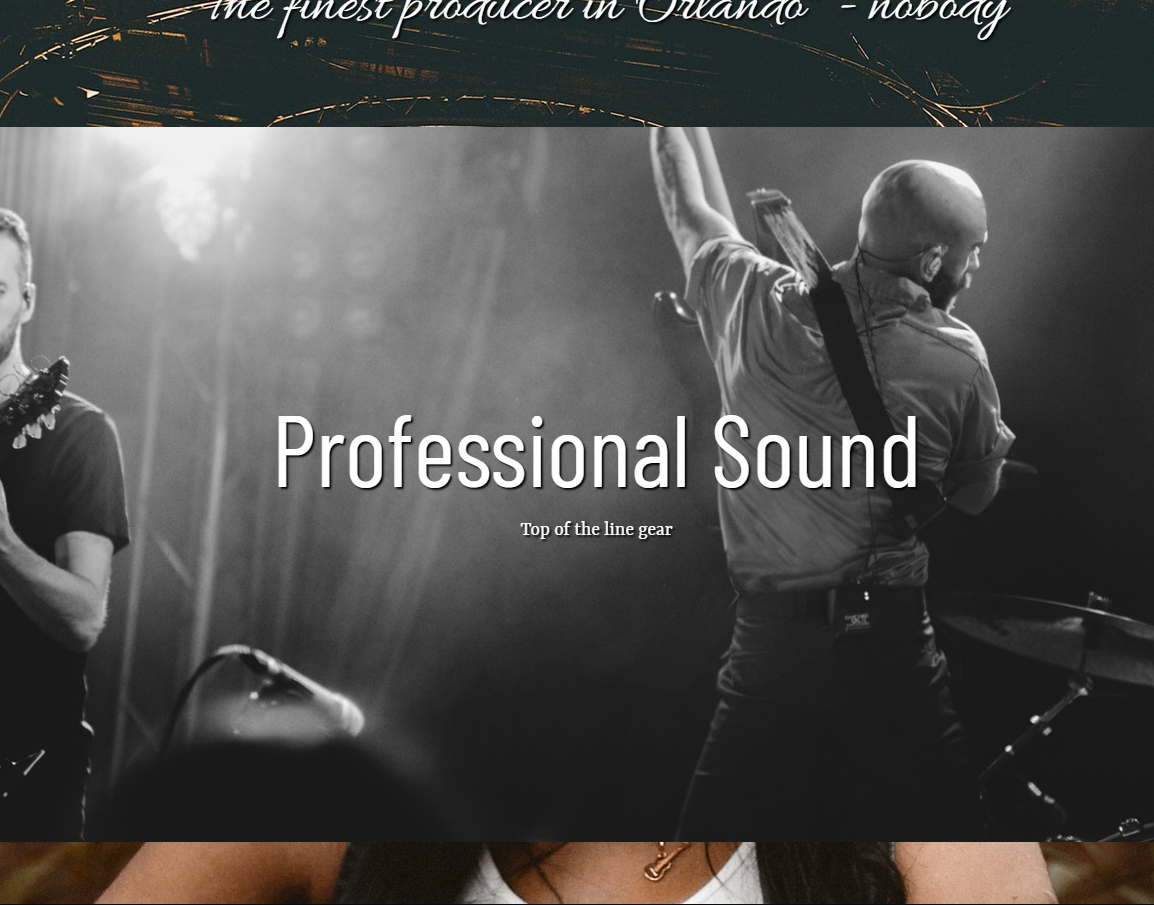 the finest producer in Orlando" - nobody
Professional Sound
Top of the line gear